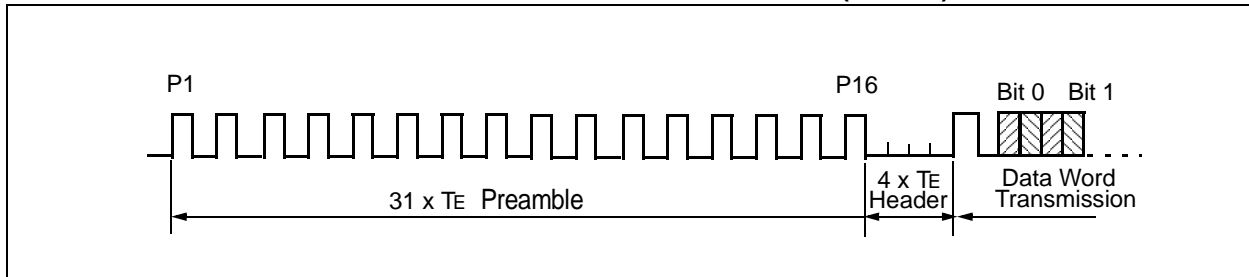 P1
P16
Bit 0 Bit 1
31 x TE Preamble
4 x TE
Header
Data Word
Transmission